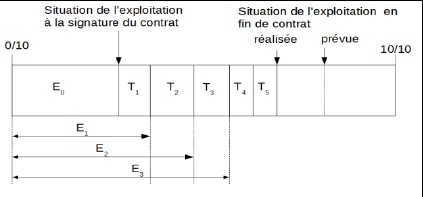 Situation de l'exploitation
à la signature du contrat
Situation de l'exploitation en
fin de contrat
réalisée prévue
0/10
10/10
E0 T1 T2 T3 T4 T5
E1
E2
E3